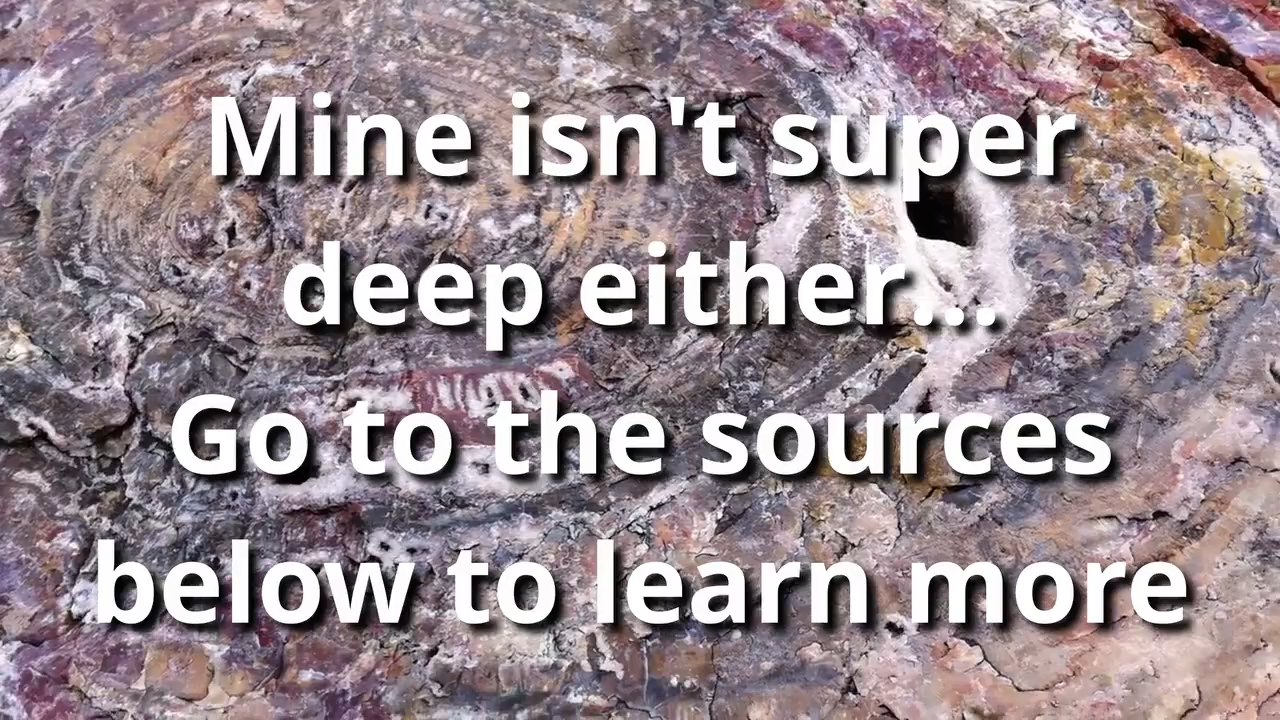 Mine isn't super
deep either...
Go to the sources
below to learn more